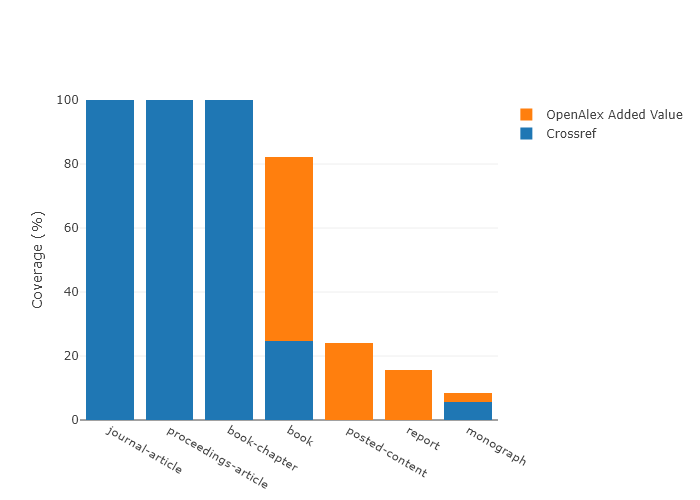 100
80
60
40
20
0
Coverage (%)
journal-article
proceedings-article
book-chapter
book
posted-content
report
monograph
OpenAlex Added Value
Crossref